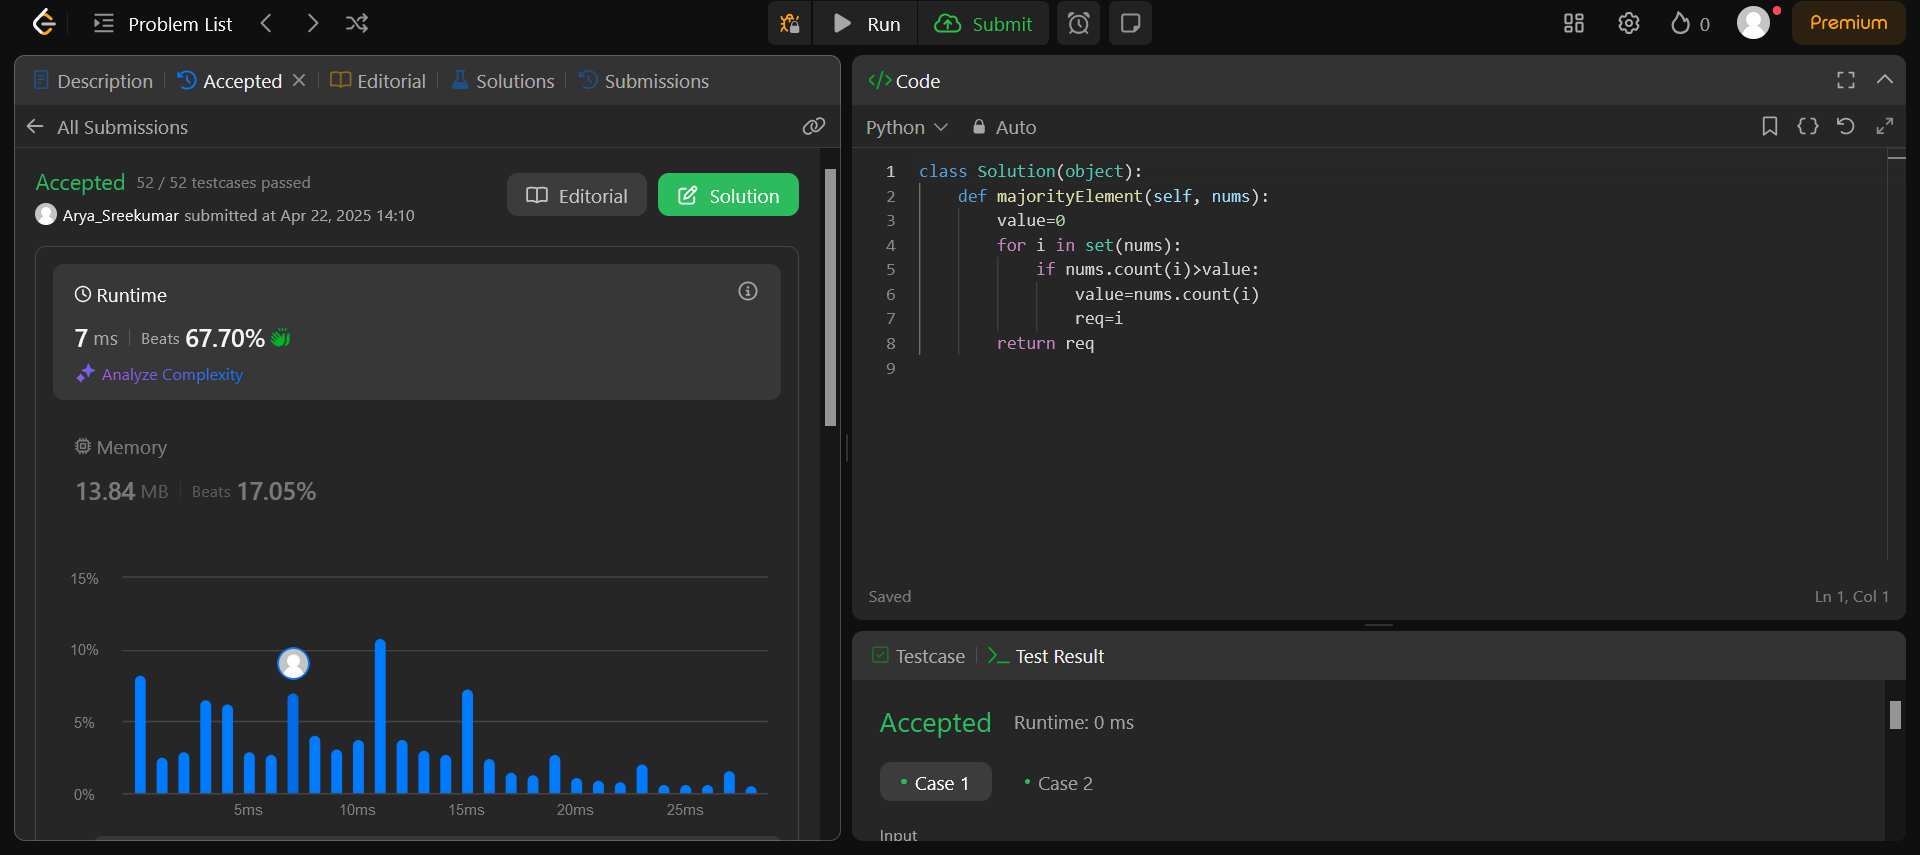 Problem List
Run
Submit
0
Premium
Description
Accepted
Editorial
Solutions
Submissions
All Submissions
Accepted 52 / 52 testcases passed
Arya_Sreekumar submitted at Apr 22, 2025 14:10
Editorial
Solution
Runtime
7 ms Beats 67.70%
Analyze Complexity
Memory
13.84 MB Beats 17.05%
15%
10%
5%
0%
5ms 10ms 15ms 20ms 25ms
</> Code
Python Auto
1 class Solution(object):
2     def majorityElement(self, nums):
3         value=0
4         for i in set(nums):
5             if nums.count(i)>value:
6                 value=nums.count(i)
7                 req=i
8         return req
9
Saved
Ln 1, Col 1
Testcase
Test Result
Accepted Runtime: 0 ms
• Case 1
• Case 2
Input